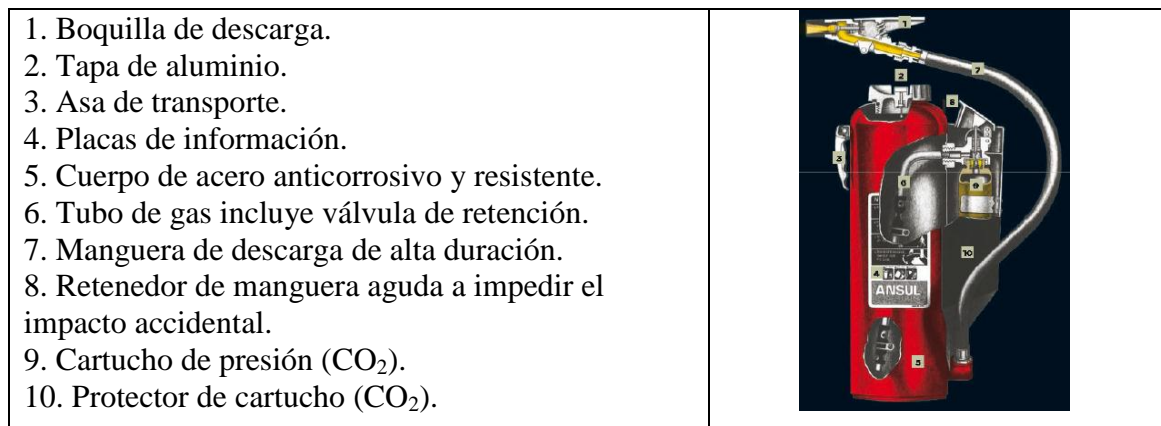 1. Boquilla de descarga.
2. Tapa de aluminio.
3. Asa de transporte.
4. Placas de información.
5. Cuerpo de acero anticorrosivo y resistente.
6. Tubo de gas incluye válvula de retención.
7. Manguera de descarga de alta duración.
8. Retenedor de manguera aguda a impedir el
impacto accidental.
9. Cartucho de presión (CO₂).
10. Protector de cartucho (CO₂).
1
7
2
8
3
6
9
10
4
ANSUL
5